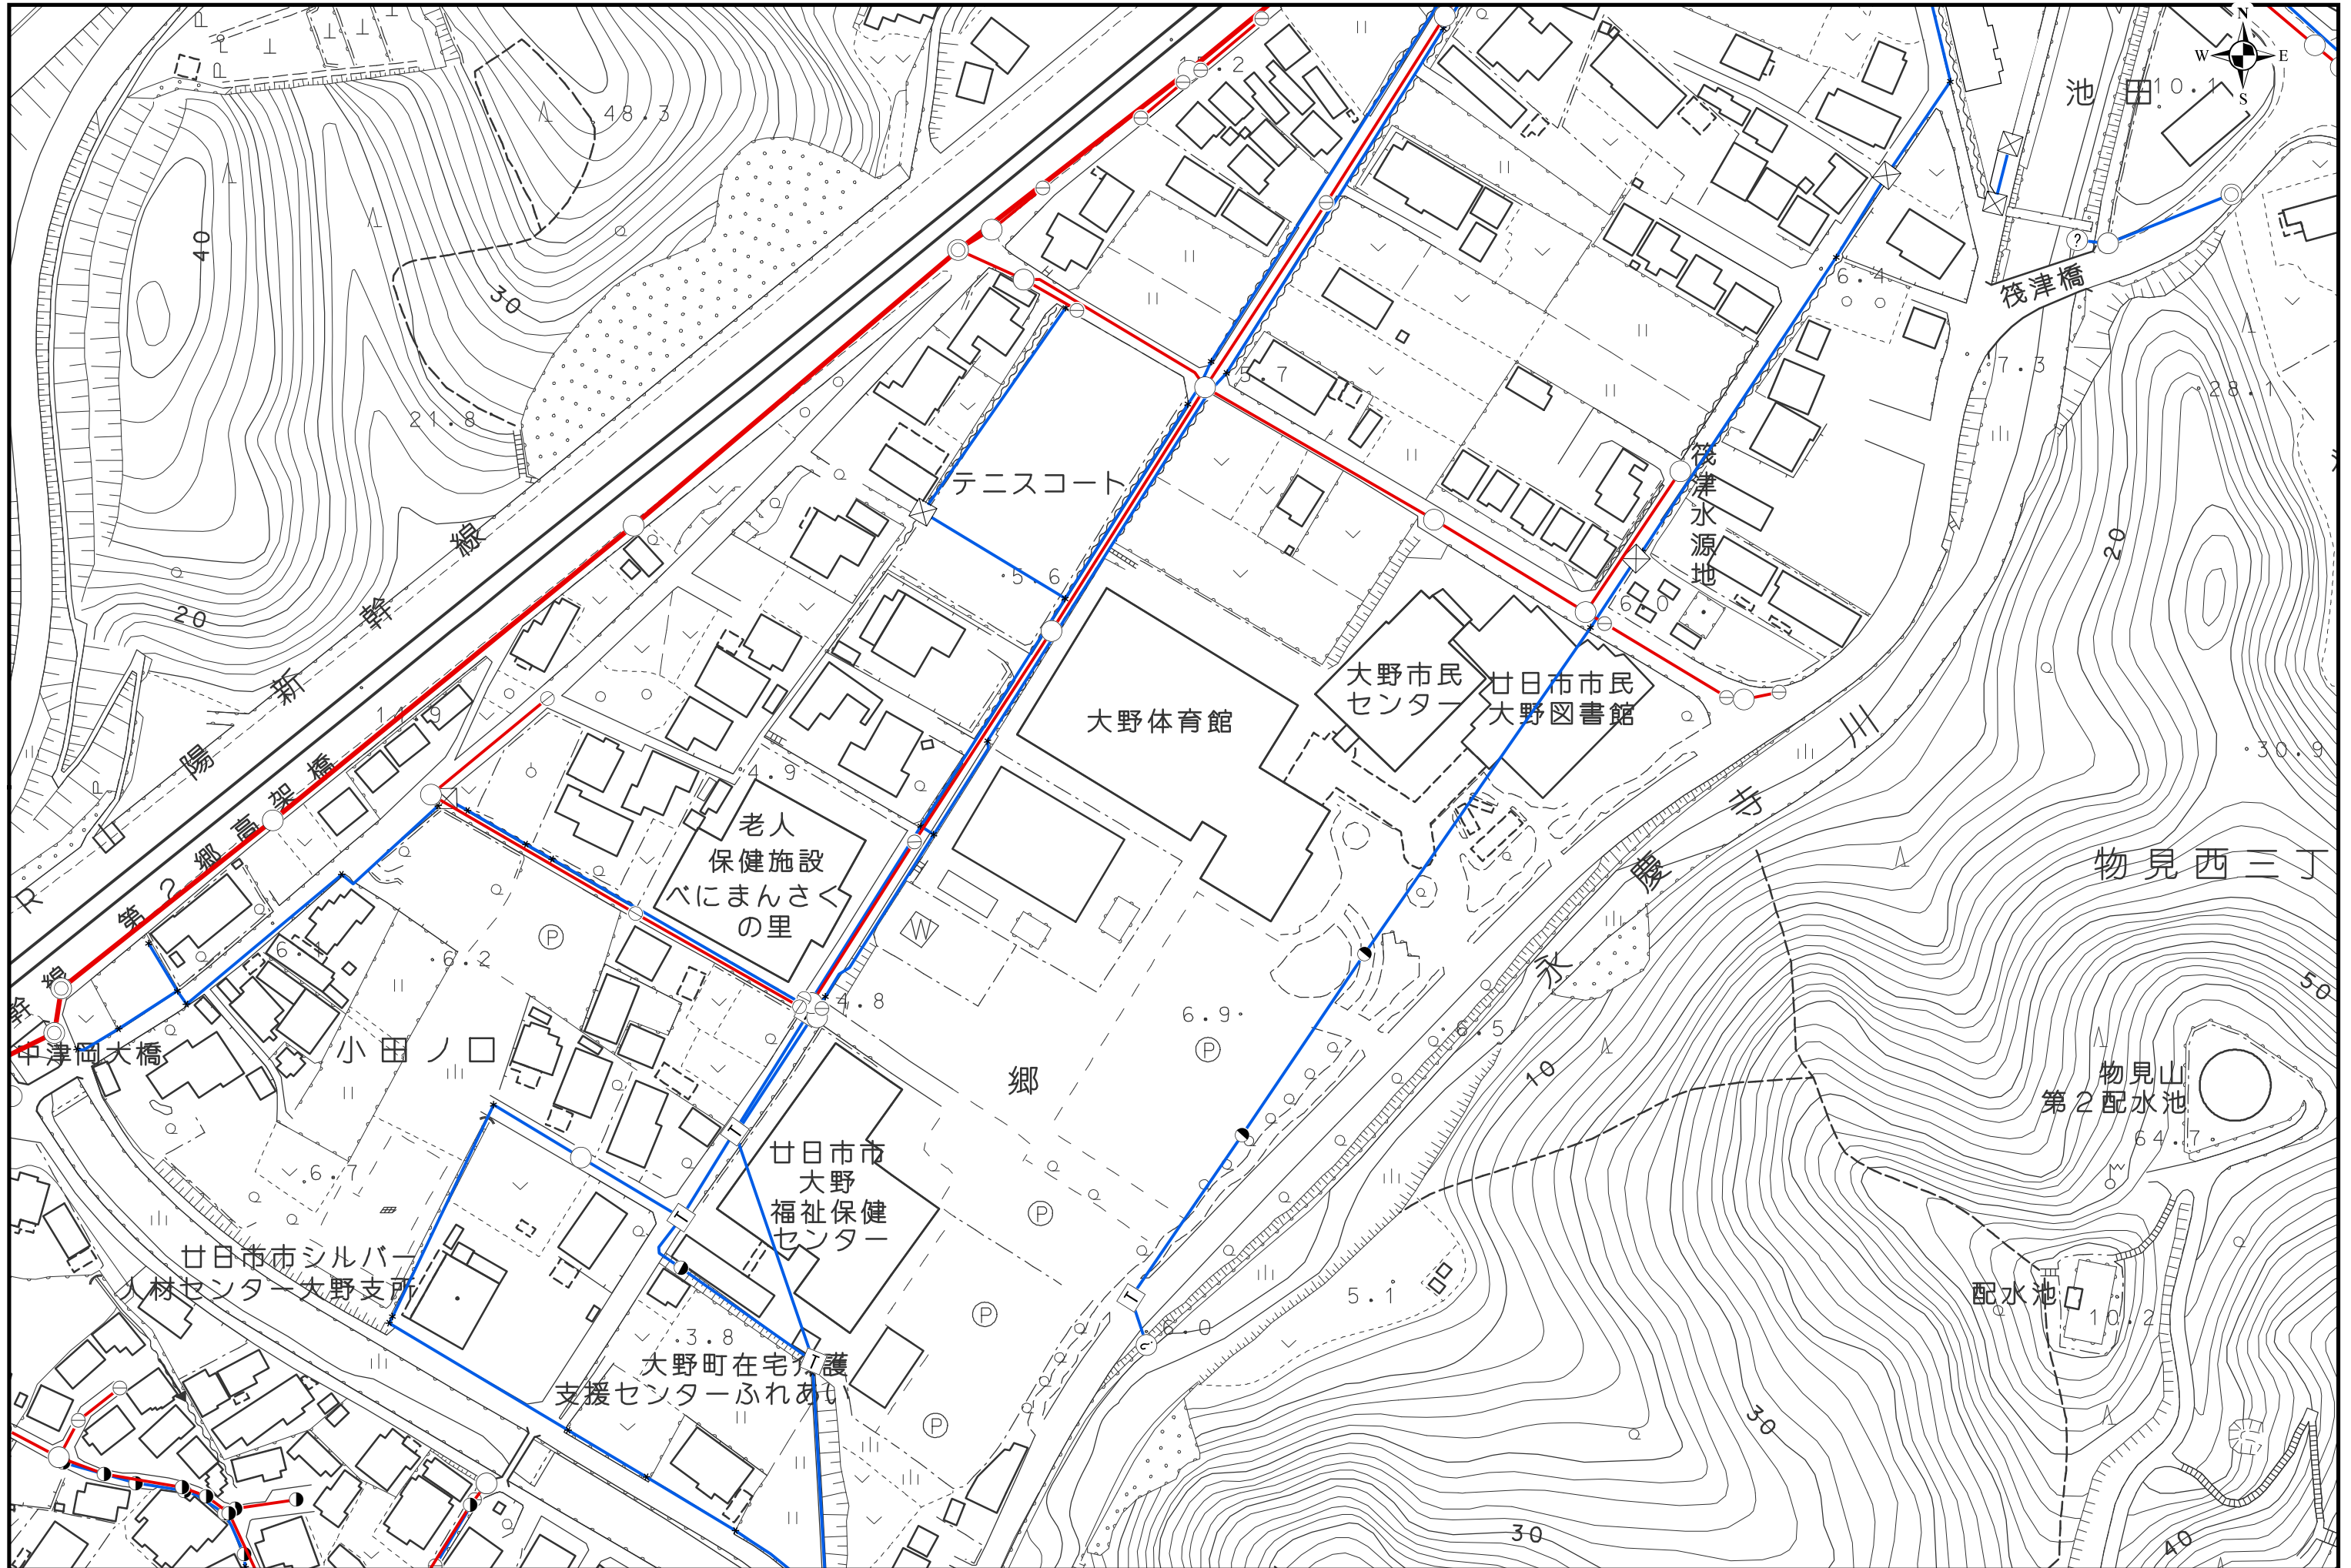 N
W E
S
池田
10.1
48.3
40
30
21.8
20
5.7
6.4
筏津橋
7.3
28.1
テニスコート
筏津水源地
5.6
6.0
20
山陽新幹線
14.9
大野市民
センター
廿日市市民
大野図書館
大野体育館
30.9
4.9
老人
保健施設
べにまんさく
の里
第2郷高架橋
R
幹線
永慶寺川
物見西三丁
W
P
6.1
6.2
4.8
6.9
P
6.5
50
中津岡大橋
小田ノ口
郷
10
物見山
第2配水池
64.7
6.7
廿日市市
大野
福祉保健
センター
P
廿日市市シルバー
人材センター大野支所
P
5.1
6.0
配水池
10.2
3.8
大野町在宅介護
支援センターふれあい
P
30
30
40